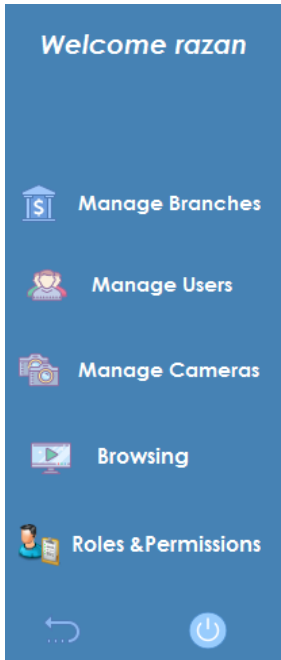 Welcome razan
Manage Branches
Manage Users
Manage Cameras
Browsing
Roles &Permissions